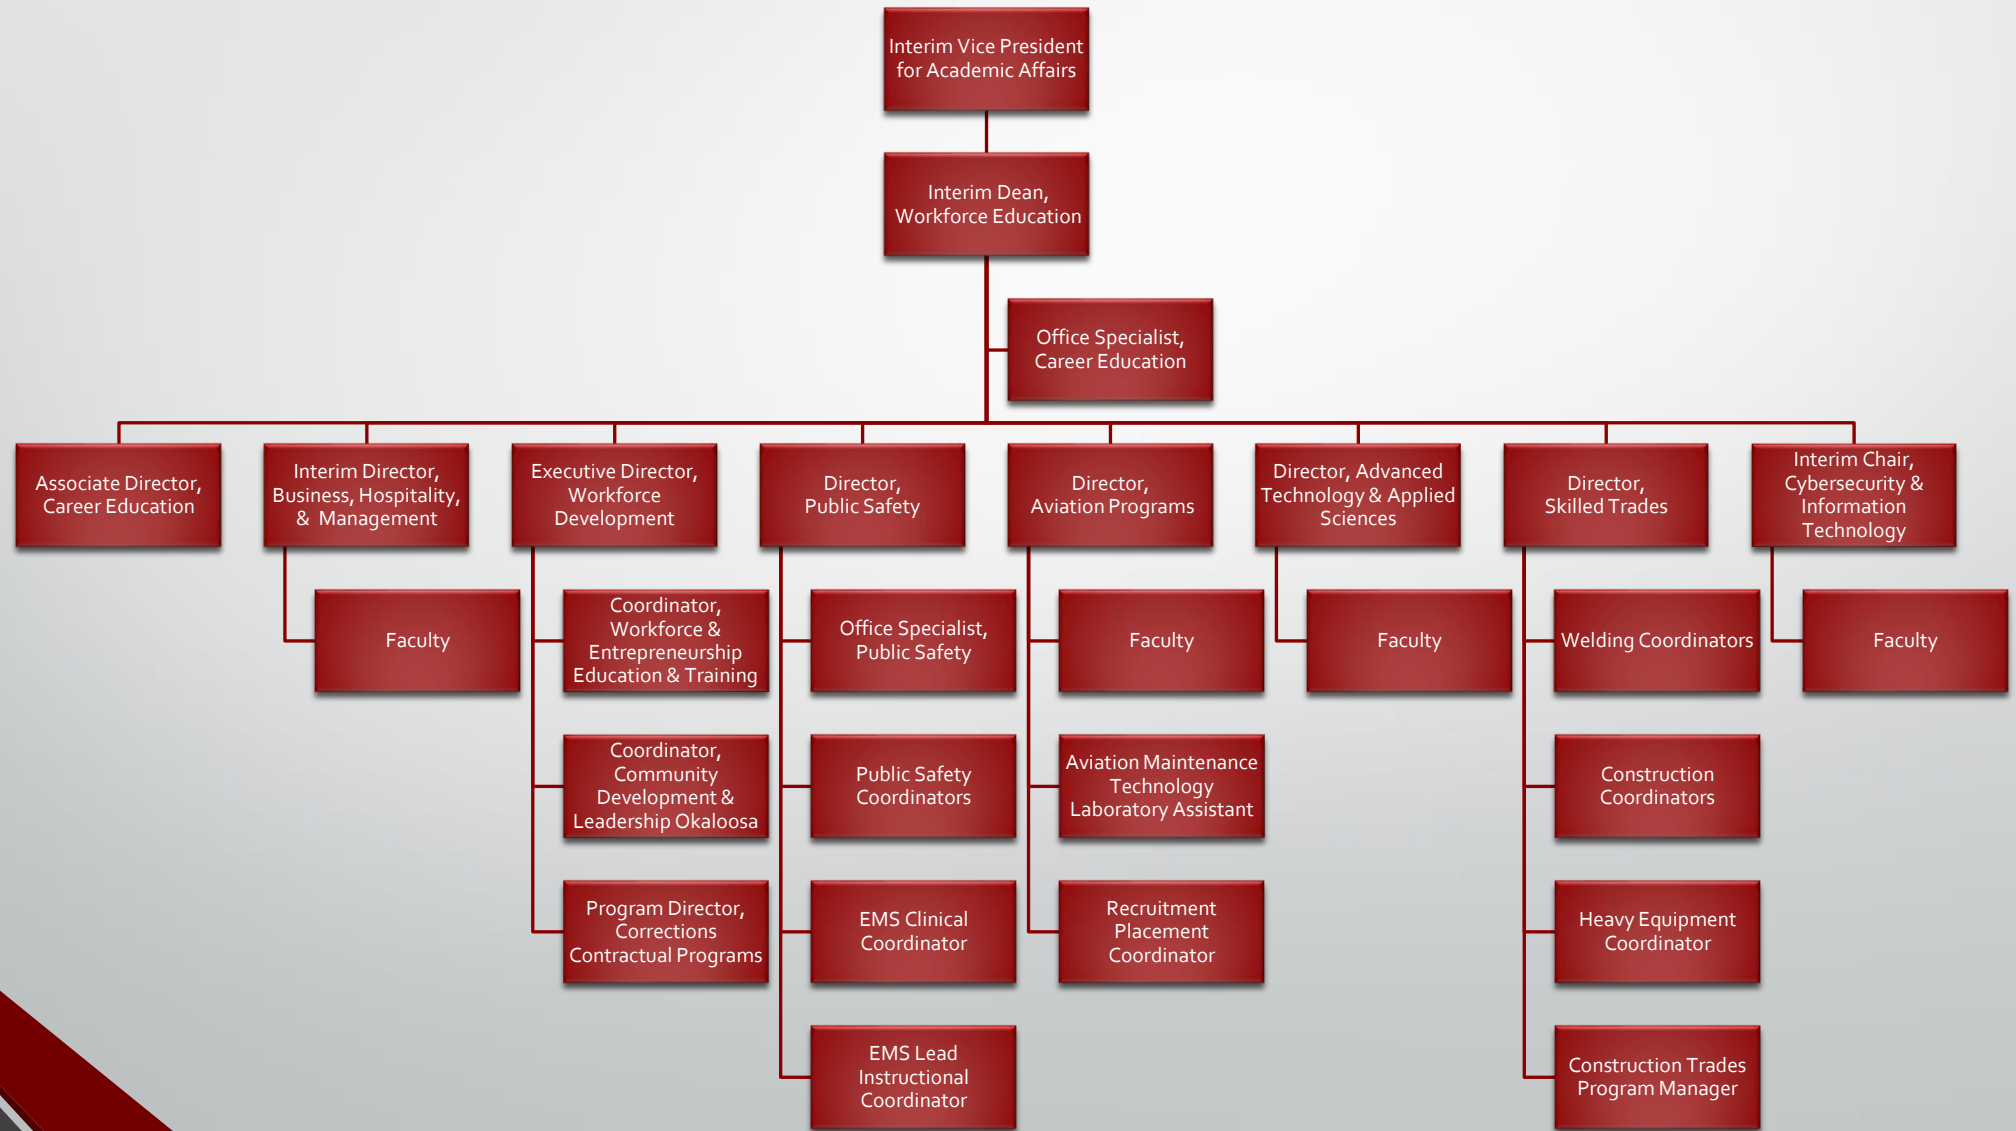 Interim Vice President
for Academic Affairs
Interim Dean,
Workforce Education
Office Specialist,
Career Education
Associate Director,
Career Education
Interim Director,
Business, Hospitality,
& Management
Executive Director,
Workforce
Development
Director,
Public Safety
Director,
Aviation Programs
Director, Advanced
Technology & Applied
Sciences
Director,
Skilled Trades
Interim Chair,
Cybersecurity &
Information
Technology
Faculty
Coordinator,
Workforce &
Entrepreneurship
Education & Training
Office Specialist,
Public Safety
Faculty
Faculty
Welding Coordinators
Faculty
Coordinator,
Community
Development &
Leadership Okaloosa
Public Safety
Coordinators
Aviation Maintenance
Technology
Laboratory Assistant
Construction
Coordinators
Program Director,
Corrections
Contractual Programs
EMS Clinical
Coordinator
Recruitment
Placement
Coordinator
Heavy Equipment
Coordinator
EMS Lead
Instructional
Coordinator
Construction Trades
Program Manager